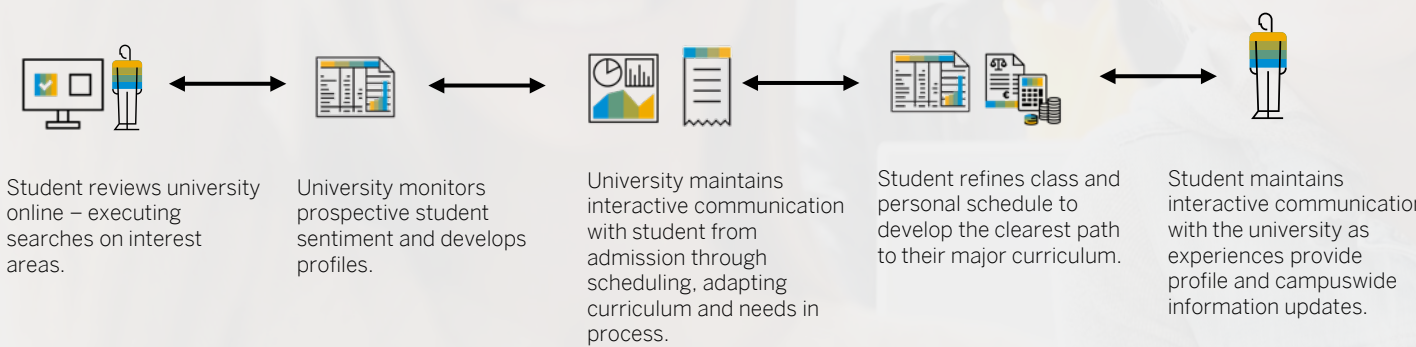 Student reviews university
online – executing
searches on interest
areas.
University monitors
prospective student
sentiment and develops
profiles.
University maintains
interactive communication
with student from
admission through
scheduling, adapting
curriculum and needs in
process.
Student refines class and
personal schedule to
develop the clearest path
to their major curriculum.
Student maintains
interactive communication
with the university as
experiences provide
profile and campuswide
information updates.